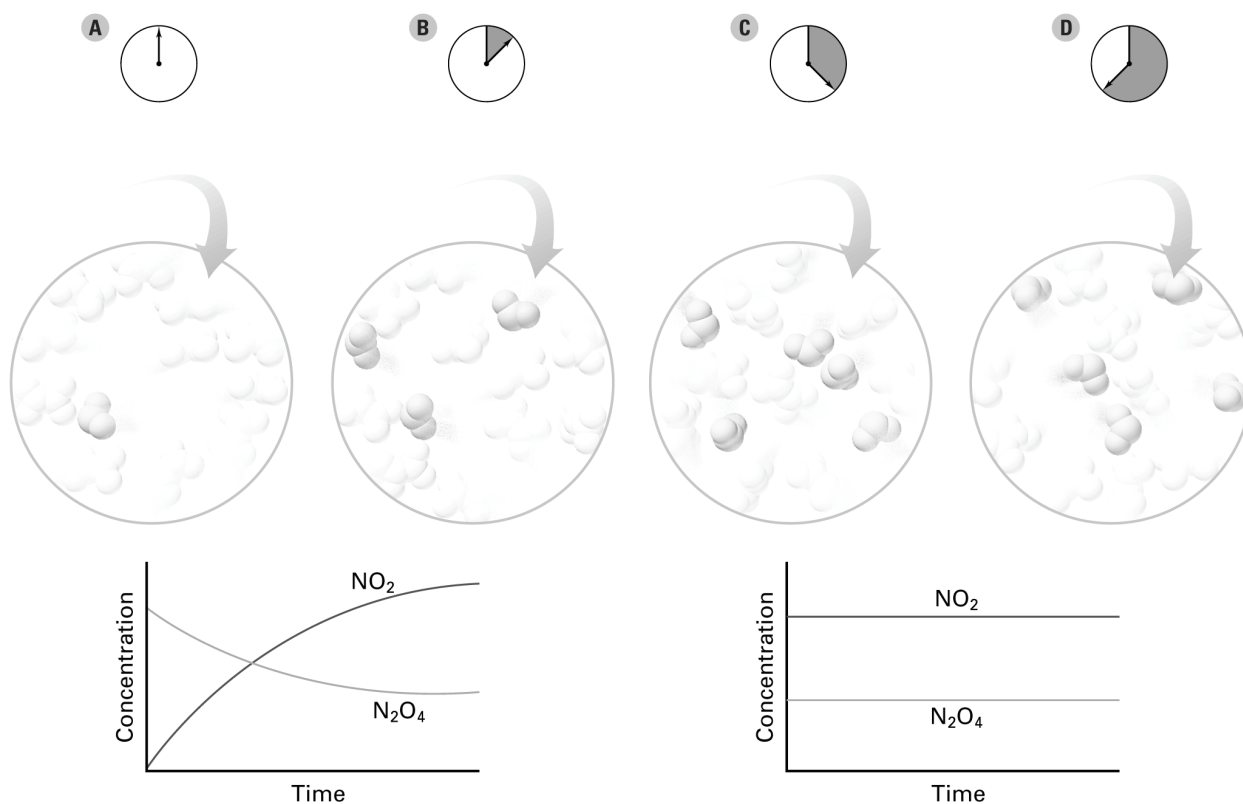 A
B
C
D
NO₂
N₂O₄
Concentration
Time
NO₂
N₂O₄
Concentration
Time